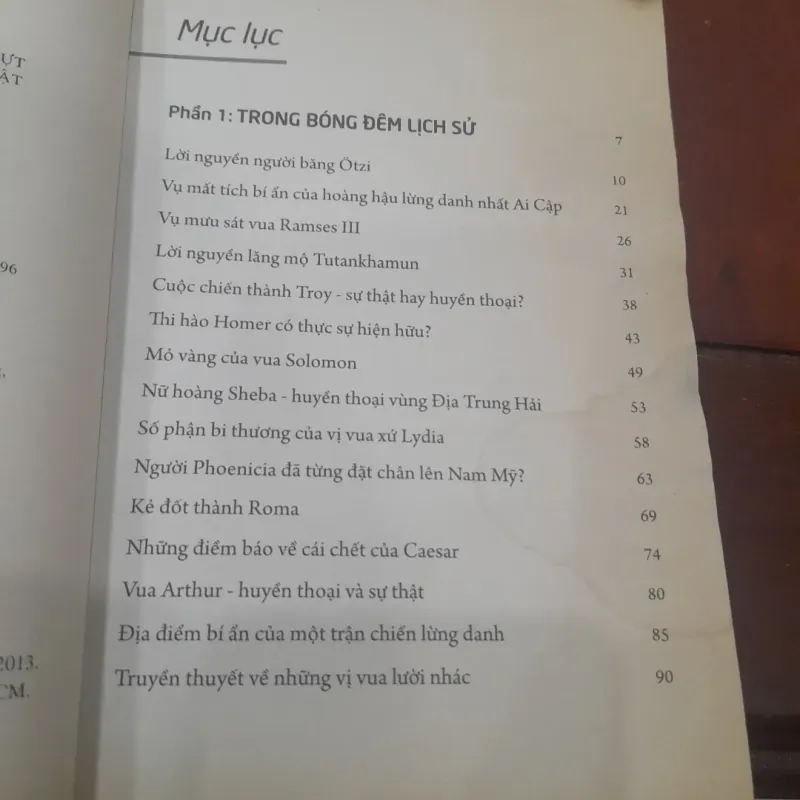 ỰT
ẬT
96
2013.
CM.
Mục lục
Phần 1: TRONG BÓNG ĐÊM LỊCH SỬ 7
Lời nguyền người băng Ötzi 10
Vụ mất tích bí ẩn của hoàng hậu lừng danh nhất Ai Cập 21
Vụ mưu sát vua Ramses III 26
Lời nguyền lăng mộ Tutankhamun 31
Cuộc chiến thành Troy - sự thật hay huyền thoại? 38
Thi hào Homer có thực sự hiện hữu? 43
Mỏ vàng của vua Solomon 49
Nữ hoàng Sheba - huyền thoại vùng Địa Trung Hải 53
Số phận bi thương của vị vua xứ Lydia 58
Người Phoenicia đã từng đặt chân lên Nam Mỹ? 63
Kẻ đốt thành Roma 69
Những điềm báo về cái chết của Caesar 74
Vua Arthur - huyền thoại và sự thật 80
Địa điểm bí ẩn của một trận chiến lừng danh 85
Truyền thuyết về những vị vua lười nhác 90